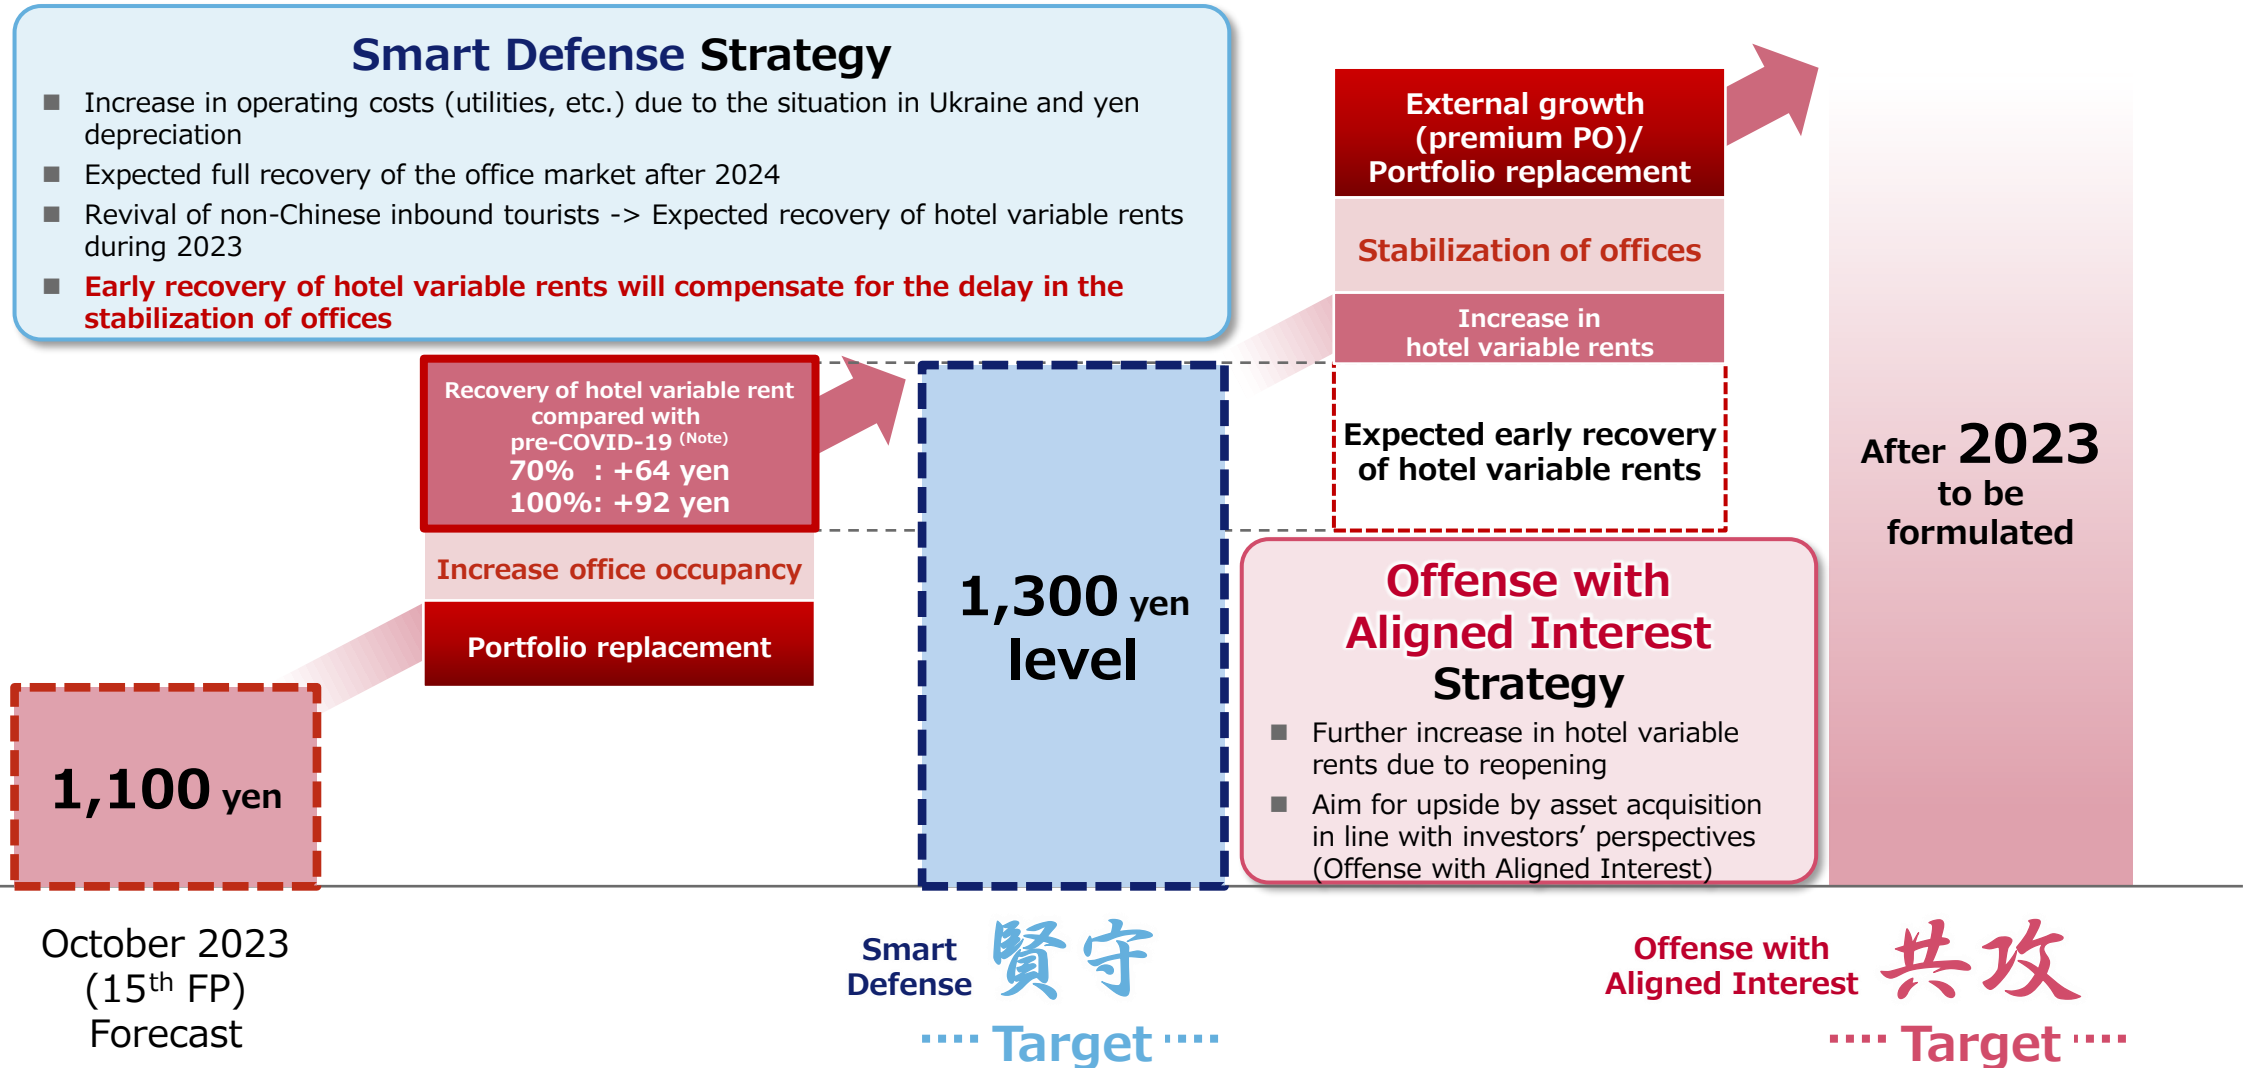 Smart Defense Strategy
■ Increase in operating costs (utilities, etc.) due to the situation in Ukraine and yen
depreciation
■ Expected full recovery of the office market after 2024
■ Revival of non-Chinese inbound tourists -> Expected recovery of hotel variable rents
during 2023
■ Early recovery of hotel variable rents will compensate for the delay in the
stabilization of offices
Recovery of hotel variable rent
compared with
pre-COVID-19 (Note)
70% : +64 yen
100%: +92 yen
Increase office occupancy
Portfolio replacement
1,100 yen
1,300 yen
level
External growth
(premium PO)/
Portfolio replacement
Stabilization of offices
Increase in
hotel variable rents
Expected early recovery
of hotel variable rents
Offense with
Aligned Interest
Strategy
■ Further increase in hotel variable
rents due to reopening
■ Aim for upside by asset acquisition
in line with investors’ perspectives
(Offense with Aligned Interest)
After 2023
to be
formulated
October 2023
(15th FP)
Forecast
Smart
Defense
賢守
Target
Offense with
Aligned Interest
共攻
Target